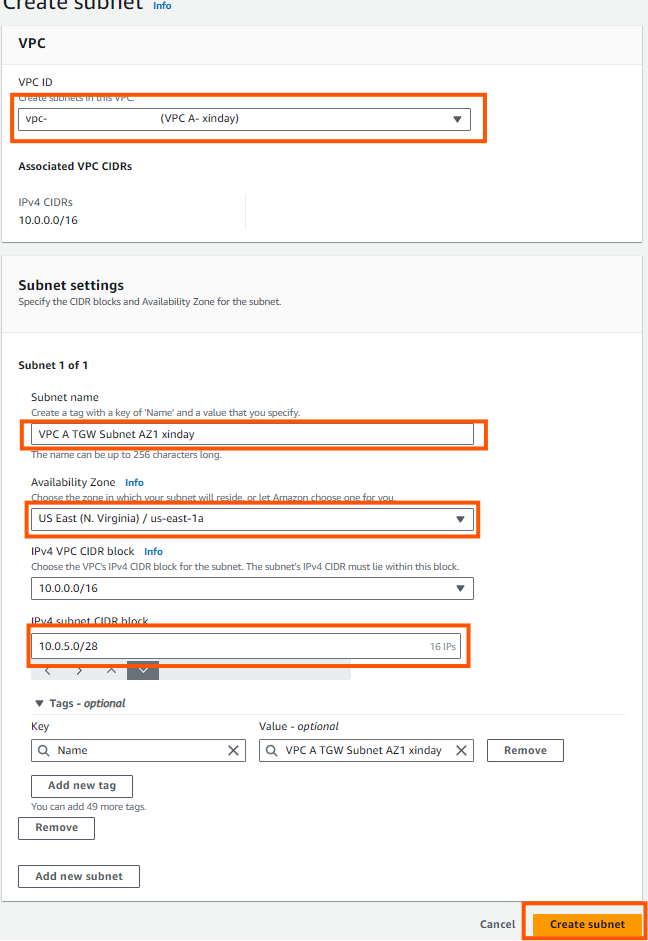 Create subnet Info
VPC
VPC ID
Create subnets in this VPC.
vpc- (VPC A- xinday)
Associated VPC CIDRs
IPv4 CIDRs
10.0.0.0/16
Subnet settings
Specify the CIDR blocks and Availability Zone for the subnet.
Subnet 1 of 1
Subnet name
Create a tag with a key of 'Name' and a value that you specify.
VPC A TGW Subnet AZ1 xinday
The name can be up to 256 characters long.
Availability Zone Info
Choose the zone in which your subnet will reside, or let Amazon choose one for you.
US East (N. Virginia) / us-east-1a
IPv4 VPC CIDR block Info
Choose the VPC's IPv4 CIDR block for the subnet. The subnet's IPv4 CIDR must lie within this block.
10.0.0.0/16
IPv4 subnet CIDR block
10.0.5.0/28 16 IPs
Tags - optional
Key Value - optional
Name VPC A TGW Subnet AZ1 xinday Remove
Add new tag
You can add 49 more tags.
Remove
Add new subnet
Cancel Create subnet